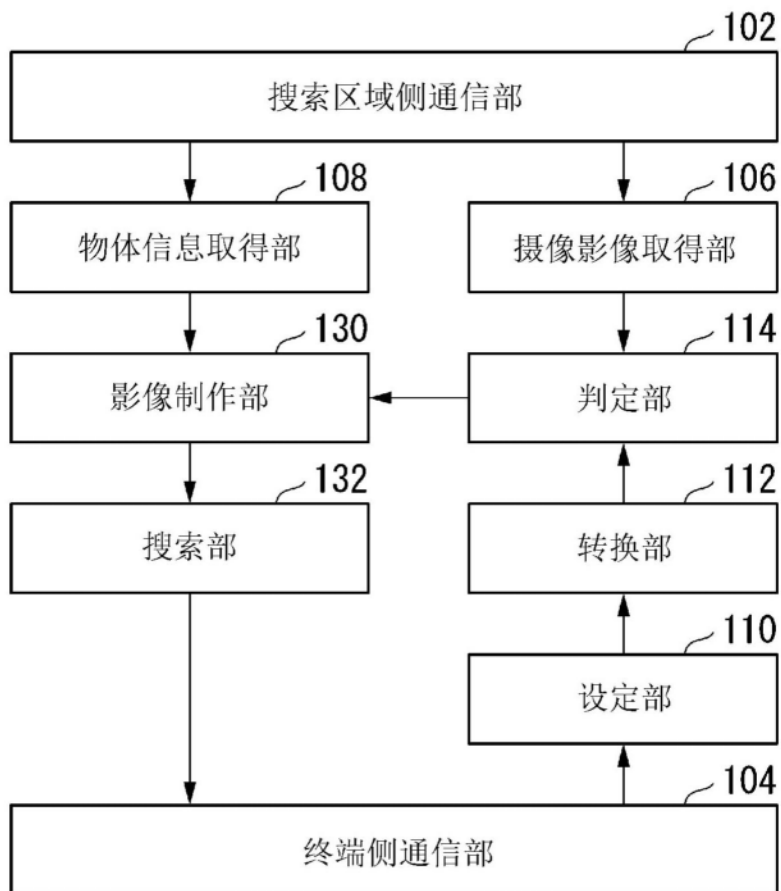 102
搜索区域侧通信部
108
106
物体信息取得部
摄像影像取得部
130
114
影像制作部
判定部
132
112
搜索部
转换部
110
设定部
104
终端侧通信部